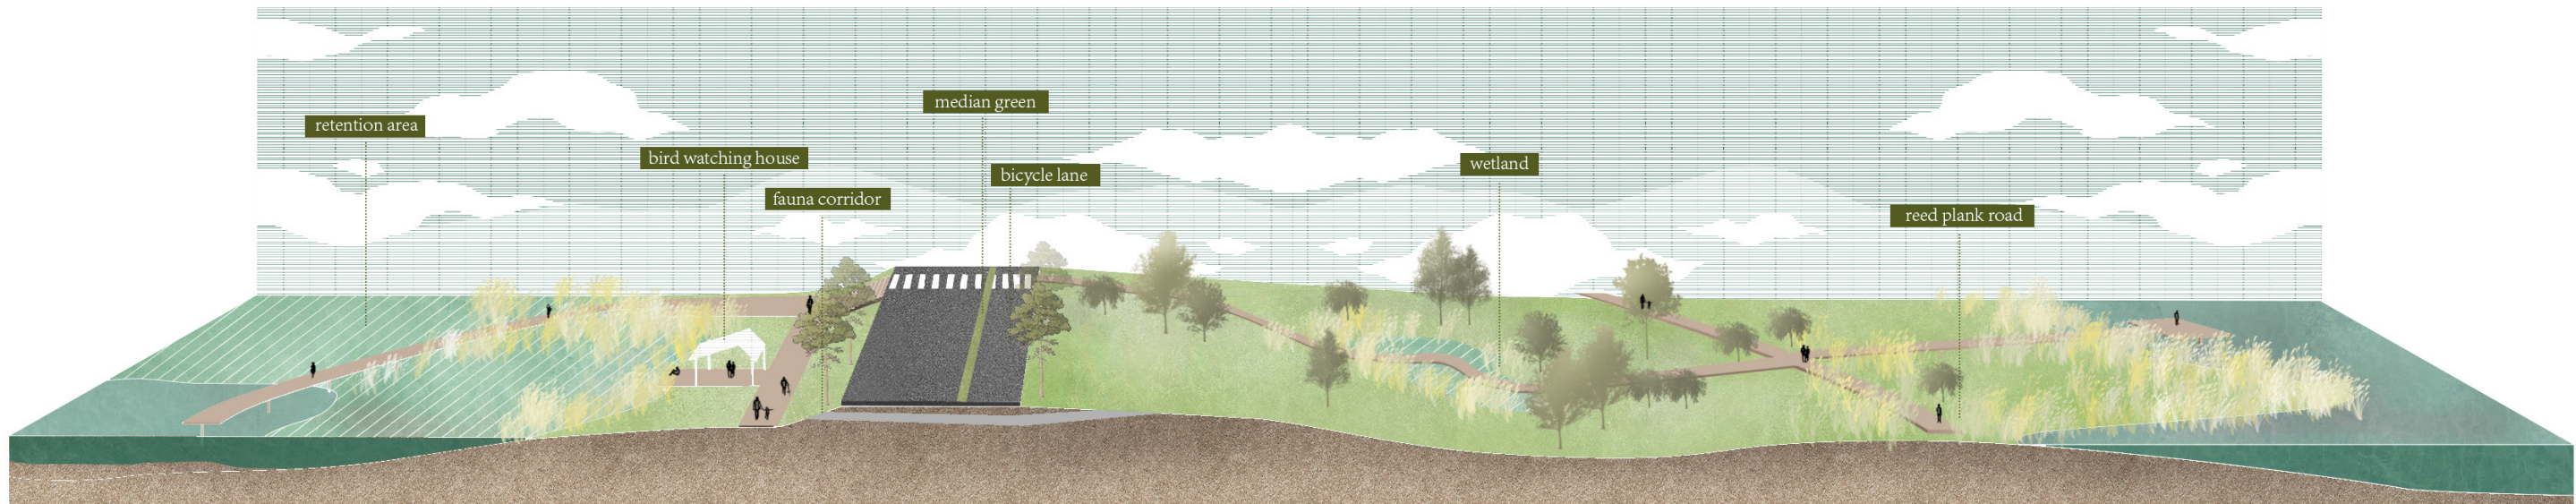 retention area
bird watching house
fauna corridor
median green
bicycle lane
wetland
reed plank road